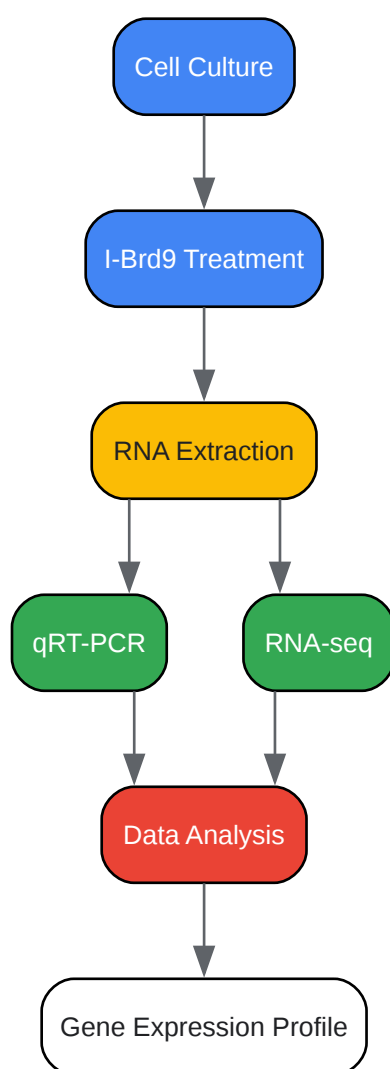 Cell Culture
I-Brd9 Treatment
RNA Extraction
qRT-PCR
RNA-seq
Data Analysis
Gene Expression Profile